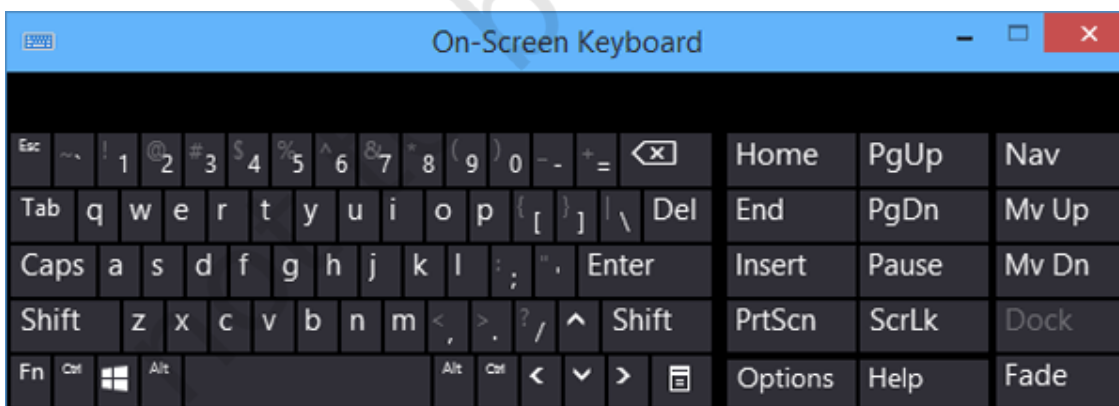 On-Screen Keyboard
Esc ~ ` ! 1 @ 2 # 3 $ 4 % 5 ^ 6 & 7 * 8 ( 9 ) 0 _ - + = Home PgUp Nav
Tab q w e r t y u i o p { [ } ] | \ Del End PgDn Mv Up
Caps a s d f g h j k l : ; " ' Enter Insert Pause Mv Dn
Shift z x c v b n m < , > . ? / ^ Shift PrtScn ScrLk Dock
Fn Ctrl Alt Alt Ctrl Options Help Fade